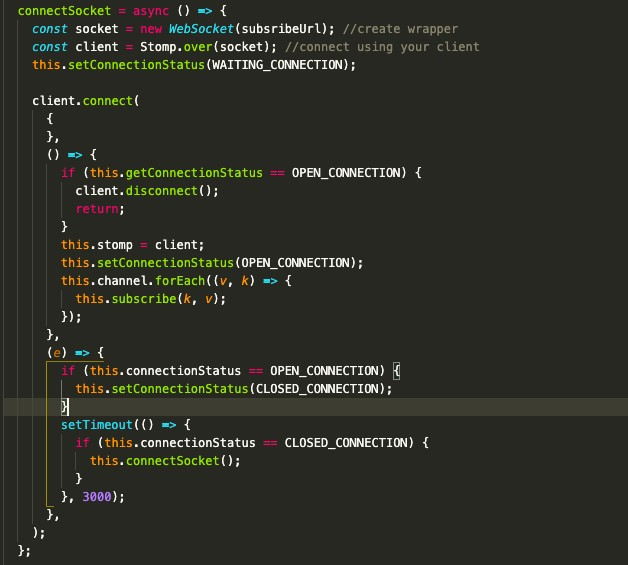 connectSocket = async () => {
const socket = new WebSocket(subsribeUrl); //create wrapper
const client = Stomp.over(socket); //connect using your client
this.setConnectionStatus(WAITING_CONNECTION);
client.connect(
{
},
() => {
if (this.getConnectionStatus == OPEN_CONNECTION) {
client.disconnect();
return;
}
this.stomp = client;
this.setConnectionStatus(OPEN_CONNECTION);
this.channel.forEach((v, k) => {
this.subscribe(k, v);
});
},
(e) => {
if (this.connectionStatus == OPEN_CONNECTION) {
this.setConnectionStatus(CLOSED_CONNECTION);
}
setTimeout(() => {
if (this.connectionStatus == CLOSED_CONNECTION) {
this.connectSocket();
}
}, 3000);
},
);
};